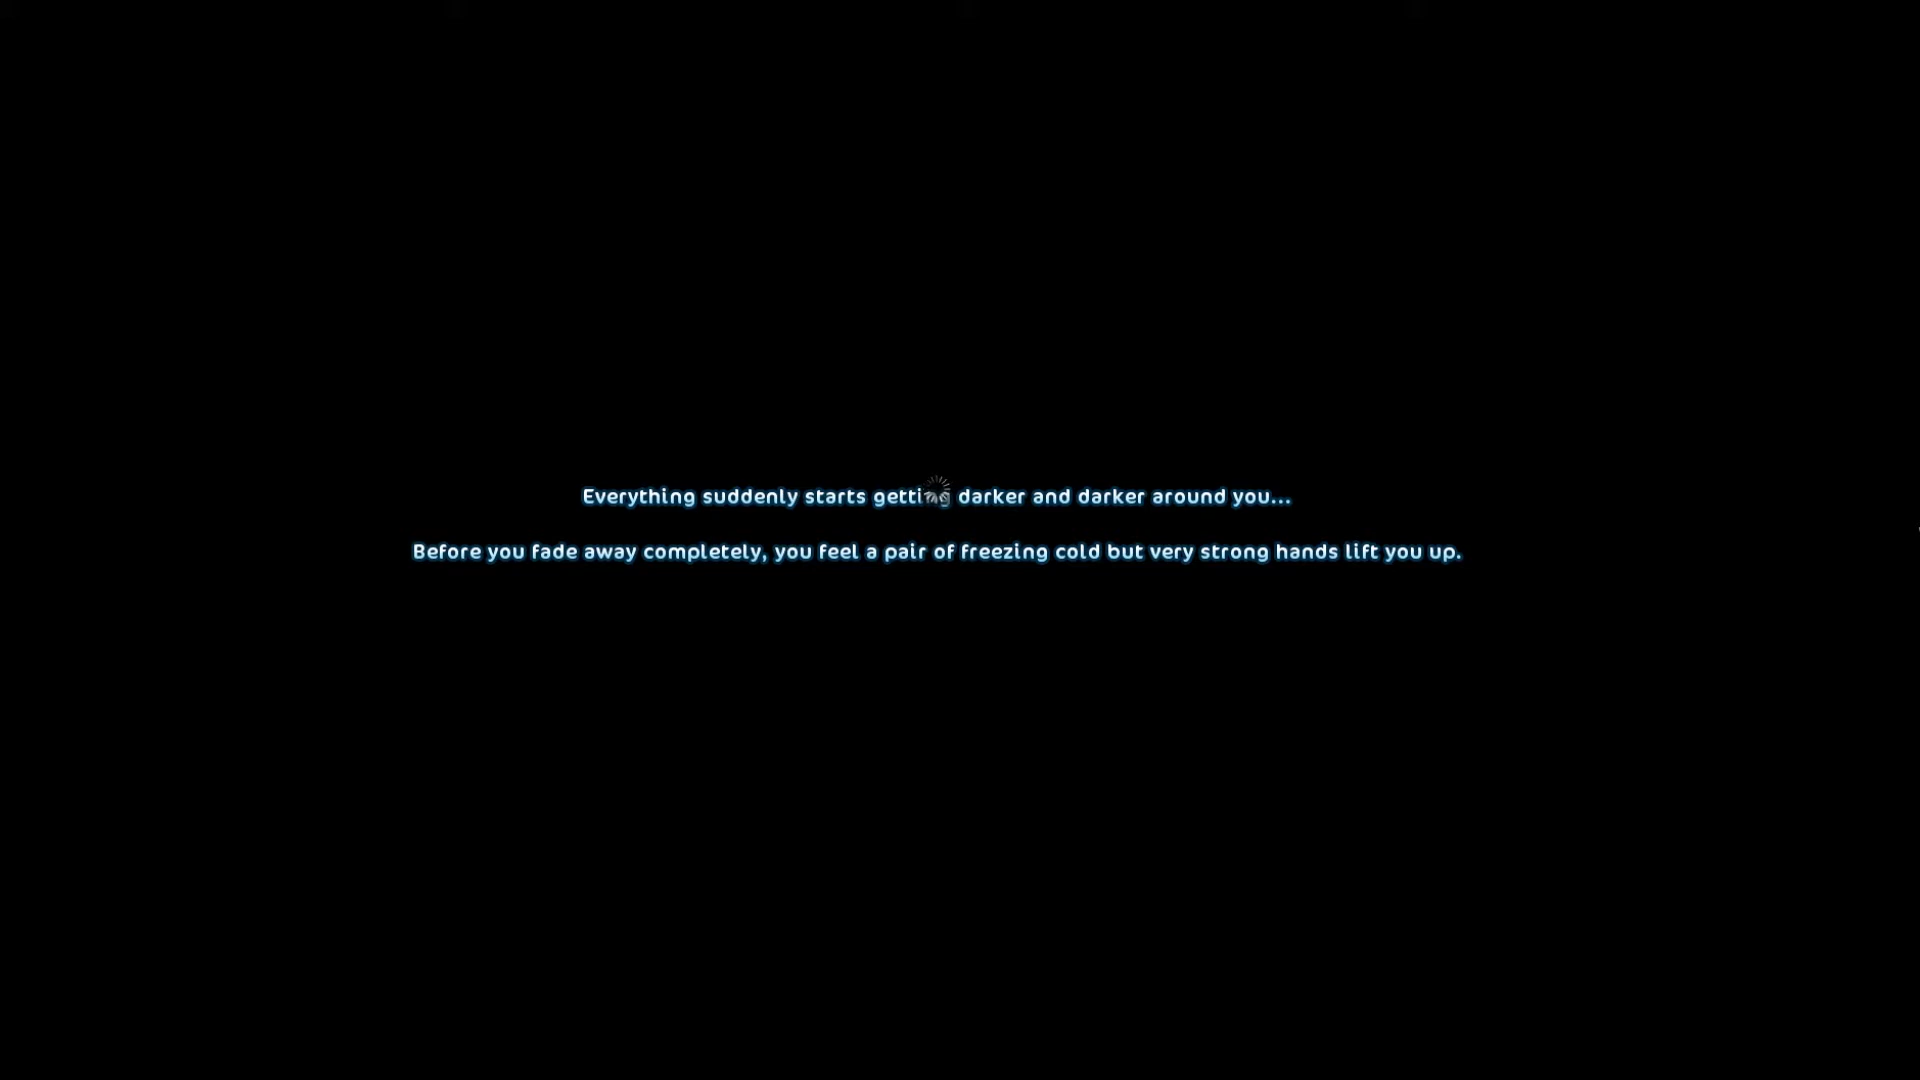 Everything suddenly starts getting darker and darker around you...
Before you fade away completely, you feel a pair of freezing cold but very strong hands lift you up.